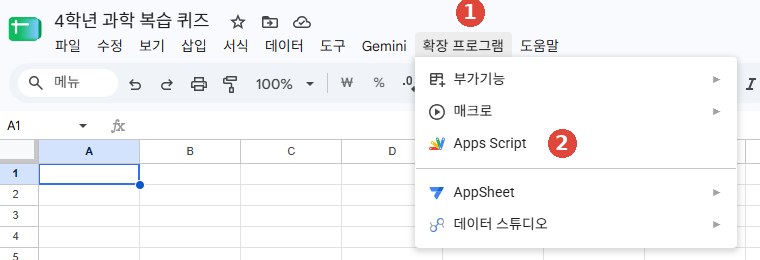 4학년 과학 복습 퀴즈
1
파일 수정 보기 삽입 서식 데이터 도구 Gemini 확장 프로그램 도움말
메뉴 100% ₩ % .0 I
부가기능
매크로
A1 fx
Apps Script 2
A B C D
1
2
AppSheet
3
데이터 스튜디오
4
5